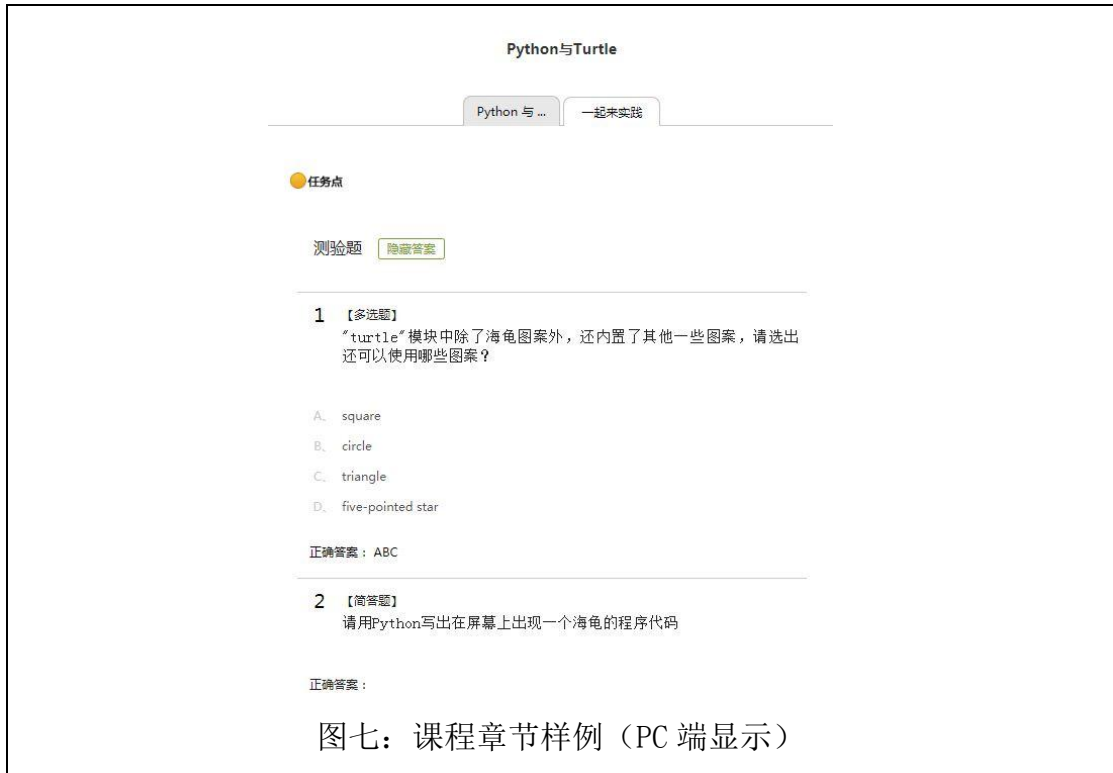 Python与Turtle
Python 与 ... 一起来实践
任务点
测验题 隐藏答案
1 【多选题】
"turtle"模块中除了海龟图案外，还内置了其他一些图案，请选出
还可以使用哪些图案？
A、 square
B、 circle
C、 triangle
D、 five-pointed star
正确答案：ABC
2 【简答题】
请用Python写出在屏幕上出现一个海龟的程序代码
正确答案：
图七：课程章节样例（PC 端显示）